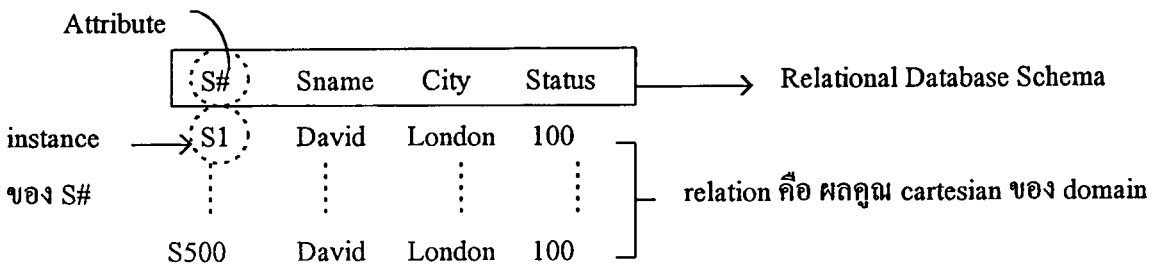 Attribute
S# Sname City Status Relational Database Schema
instance S1 David London 100
ของ S# relation คือ ผลคูณ cartesian ของ domain
S500 David London 100